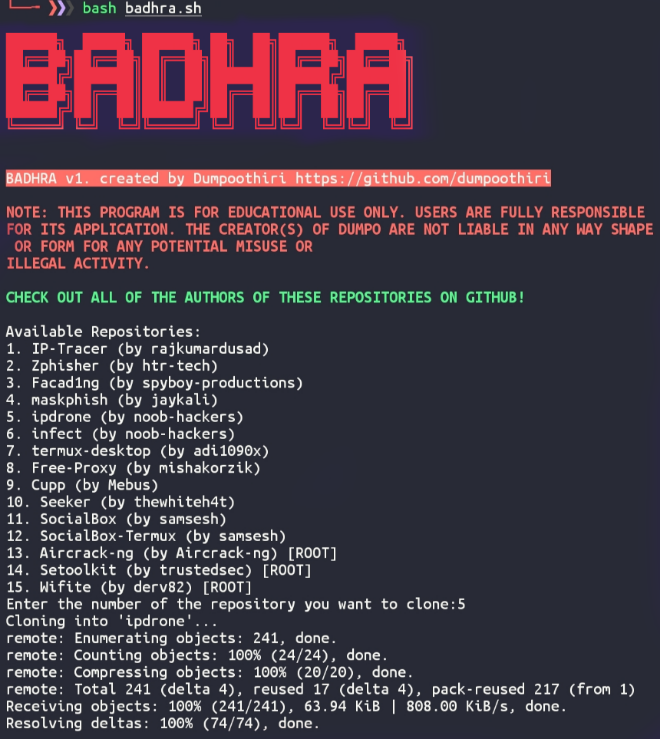 bash badhra.sh
BADHRA
BADHRA v1. created by Dumpoothiri https://github.com/dumpoothiri
NOTE: THIS PROGRAM IS FOR EDUCATIONAL USE ONLY. USERS ARE FULLY RESPONSIBLE
FOR ITS APPLICATION. THE CREATOR(S) OF DUMPO ARE NOT LIABLE IN ANY WAY SHAPE
OR FORM FOR ANY POTENTIAL MISUSE OR
ILLEGAL ACTIVITY.
CHECK OUT ALL OF THE AUTHORS OF THESE REPOSITORIES ON GITHUB!
Available Repositories:
1. IP-Tracer (by rajkumardusad)
2. Zphisher (by htr-tech)
3. Facad1ng (by spyboy-productions)
4. maskphish (by jaykali)
5. ipdrone (by noob-hackers)
6. infect (by noob-hackers)
7. termux-desktop (by adi1090x)
8. Free-Proxy (by mishakorzik)
9. Cupp (by Mebus)
10. Seeker (by thewhiteh4t)
11. SocialBox (by samsesh)
12. SocialBox-Termux (by samsesh)
13. Aircrack-ng (by Aircrack-ng) [ROOT]
14. Setoolkit (by trustedsec) [ROOT]
15. Wifite (by derv82) [ROOT]
Enter the number of the repository you want to clone:5
Cloning into 'ipdrone'...
remote: Enumerating objects: 241, done.
remote: Counting objects: 100% (24/24), done.
remote: Compressing objects: 100% (20/20), done.
remote: Total 241 (delta 4), reused 17 (delta 4), pack-reused 217 (from 1)
Receiving objects: 100% (241/241), 63.94 KiB | 808.00 KiB/s, done.
Resolving deltas: 100% (74/74), done.